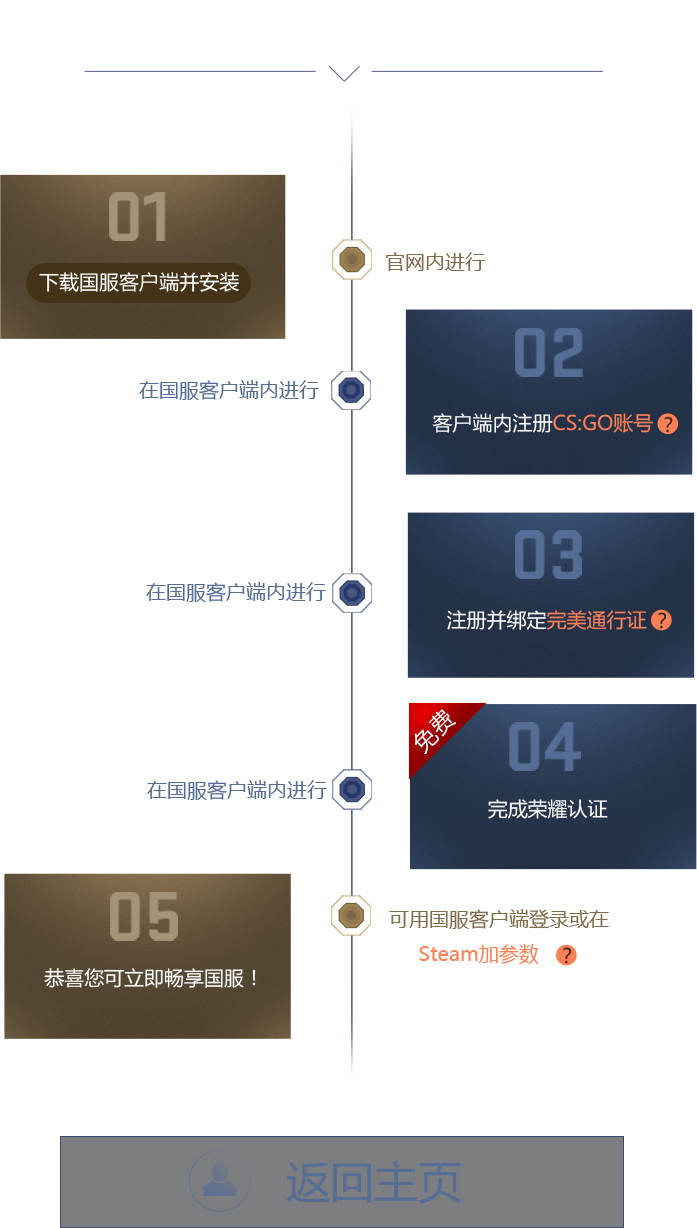 01
下载国服客户端并安装
官网内进行
02
在国服客户端内进行
客户端内注册CS:GO账号 ?
03
在国服客户端内进行
注册并绑定完美通行证 ?
免费
04
在国服客户端内进行
完成荣耀认证
05
恭喜您可立即畅享国服！
可用国服客户端登录或在
Steam加参数 ?
返回主页